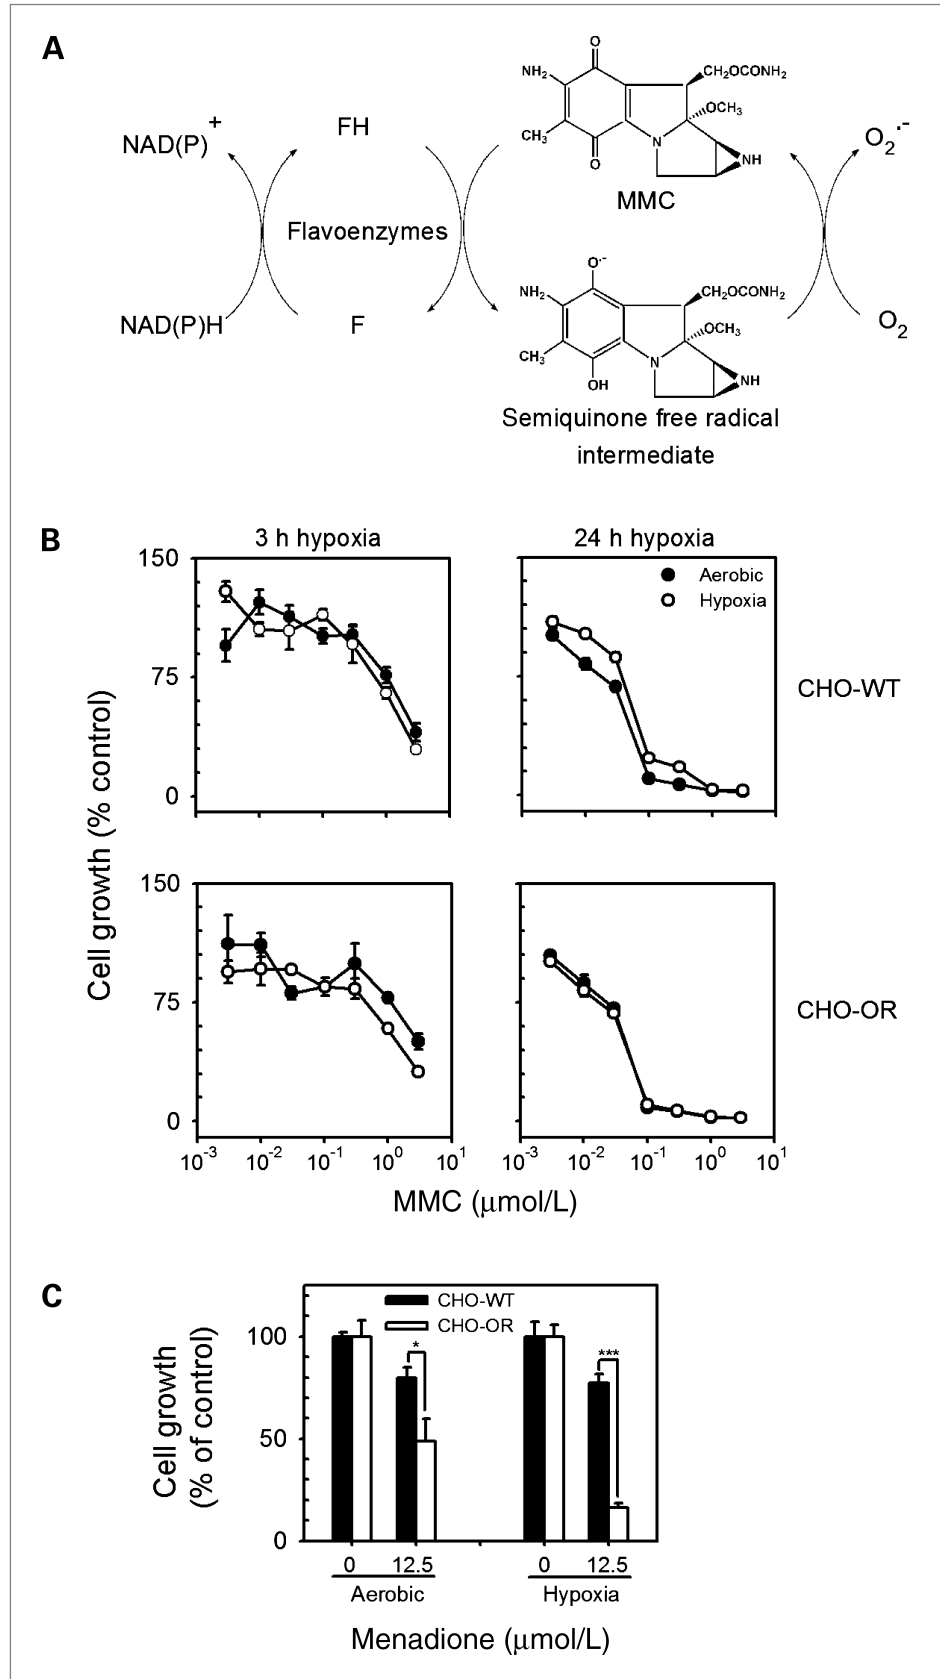 A
NAD(P)+
FH
NH2
O
CH2OCONH2
OCH3
CH3
O
N
NH
O2·-
MMC
Flavoenzymes
NAD(P)H
F
NH2
O·-
CH2OCONH2
OCH3
CH3
OH
N
NH
O2
Semiquinone free radical
intermediate
B
3 h hypoxia
24 h hypoxia
Cell growth (% control)
150
75
0
Aerobic
Hypoxia
CHO-WT
150
75
0
CHO-OR
10-3 10-2 10-1 100 101
10-3 10-2 10-1 100 101
MMC (μmol/L)
C
Cell growth
(% of control)
100
50
0
CHO-WT
CHO-OR
*
***
0 12.5 0 12.5
Aerobic Hypoxia
Menadione (μmol/L)